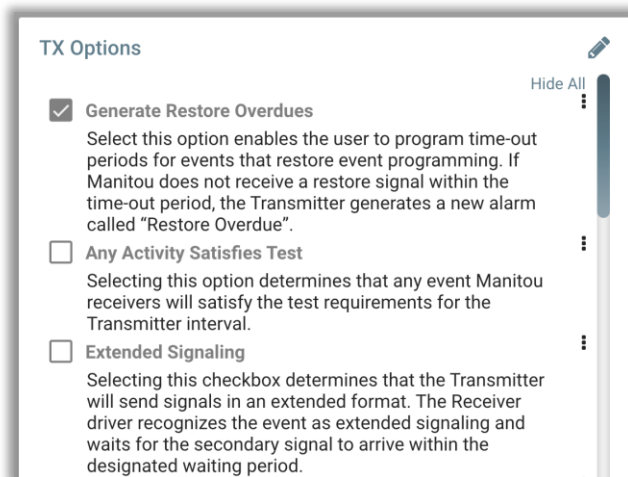 TX Options
Hide All
Generate Restore Overdues
Select this option enables the user to program time-out
periods for events that restore event programming. If
Manitou does not receive a restore signal within the
time-out period, the Transmitter generates a new alarm
called “Restore Overdue”.
Any Activity Satisfies Test
Selecting this option determines that any event Manitou
receivers will satisfy the test requirements for the
Transmitter interval.
Extended Signaling
Selecting this checkbox determines that the Transmitter
will send signals in an extended format. The Receiver
driver recognizes the event as extended signaling and
waits for the secondary signal to arrive within the
designated waiting period.